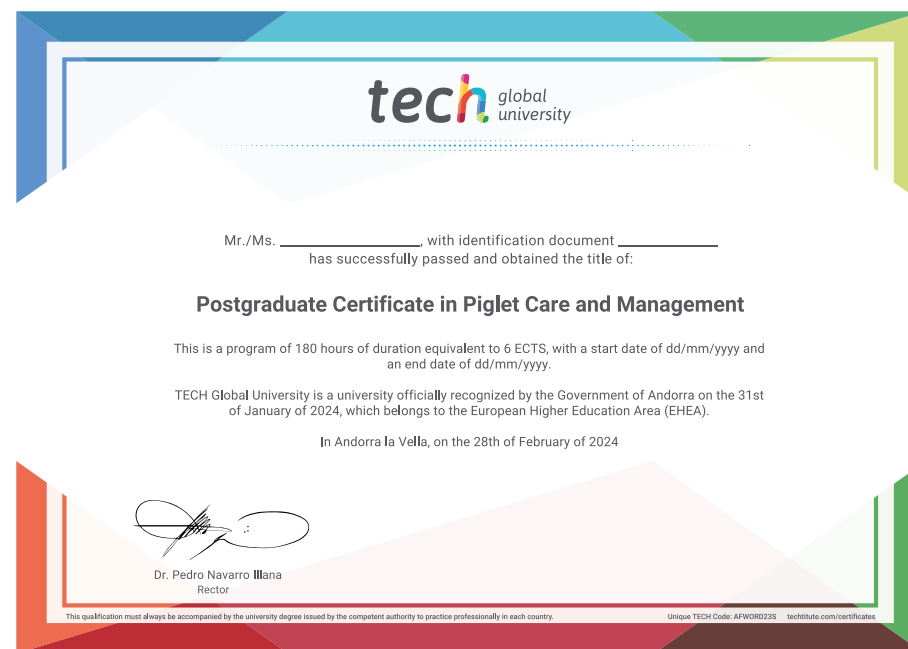 tech global university
Mr./Ms. ____________________, with identification document ______________
has successfully passed and obtained the title of:
Postgraduate Certificate in Piglet Care and Management
This is a program of 180 hours of duration equivalent to 6 ECTS, with a start date of dd/mm/yyyy and
an end date of dd/mm/yyyy.
TECH Global University is a university officially recognized by the Government of Andorra on the 31st
of January of 2024, which belongs to the European Higher Education Area (EHEA).
In Andorra la Vella, on the 28th of February of 2024
Dr. Pedro Navarro Illana
Rector
This qualification must always be accompanied by the university degree issued by the competent authority to practice professionally in each country. Unique TECH Code: AFWORD23S techtitute.com/certificates